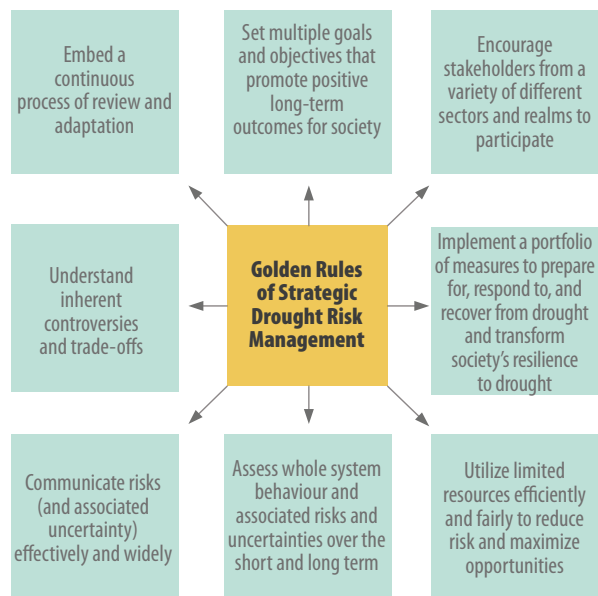 Embed a
continuous
process of review and
adaptation
Set multiple goals
and objectives that
promote positive
long-term
outcomes for society
Encourage
stakeholders from a
variety of different
sectors and realms to
participate
Understand
inherent
controversies
and trade-offs
Golden Rules
of Strategic
Drought Risk
Management
Implement a portfolio
of measures to prepare
for, respond to, and
recover from drought
and transform
society's resilience
to drought
Communicate risks
(and associated
uncertainty)
effectively and widely
Assess whole system
behaviour and
associated risks and
uncertainties over the
short and long term
Utilize limited
resources efficiently
and fairly to reduce
risk and maximize
opportunities